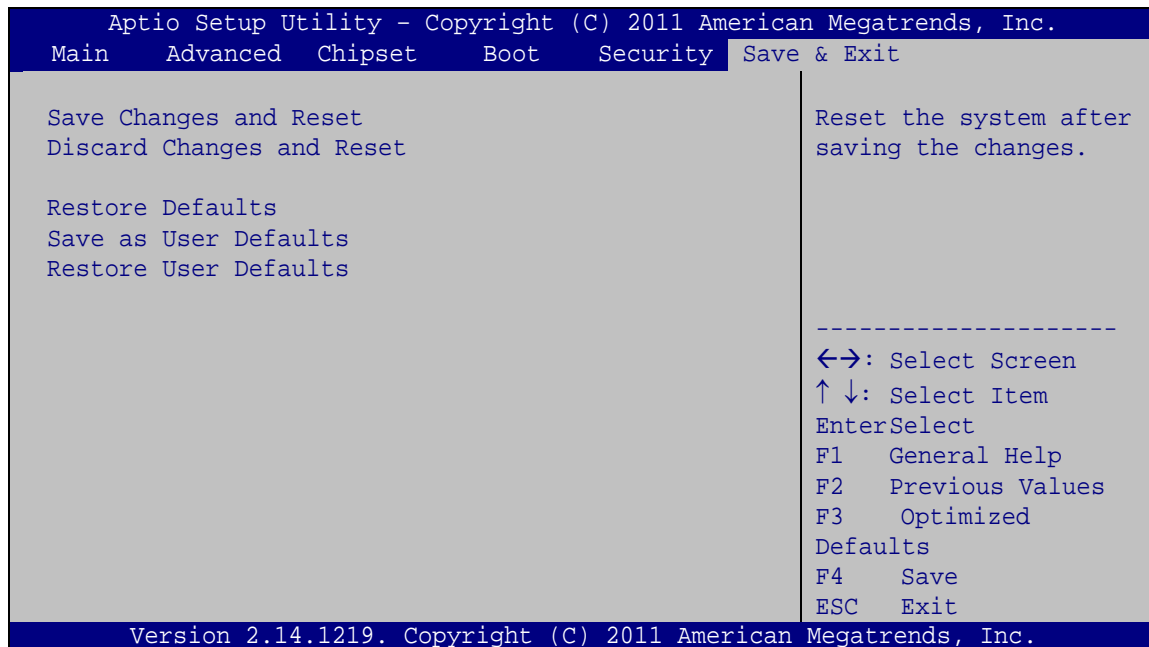 Aptio Setup Utility – Copyright (C) 2011 American Megatrends, Inc.
Main Advanced Chipset Boot Security Save & Exit
Save Changes and Reset
Discard Changes and Reset
Restore Defaults
Save as User Defaults
Restore User Defaults
Reset the system after
saving the changes.
---------------------
←→: Select Screen
↑ ↓: Select Item
EnterSelect
F1 General Help
F2 Previous Values
F3 Optimized
Defaults
F4 Save
ESC Exit
Version 2.14.1219. Copyright (C) 2011 American Megatrends, Inc.